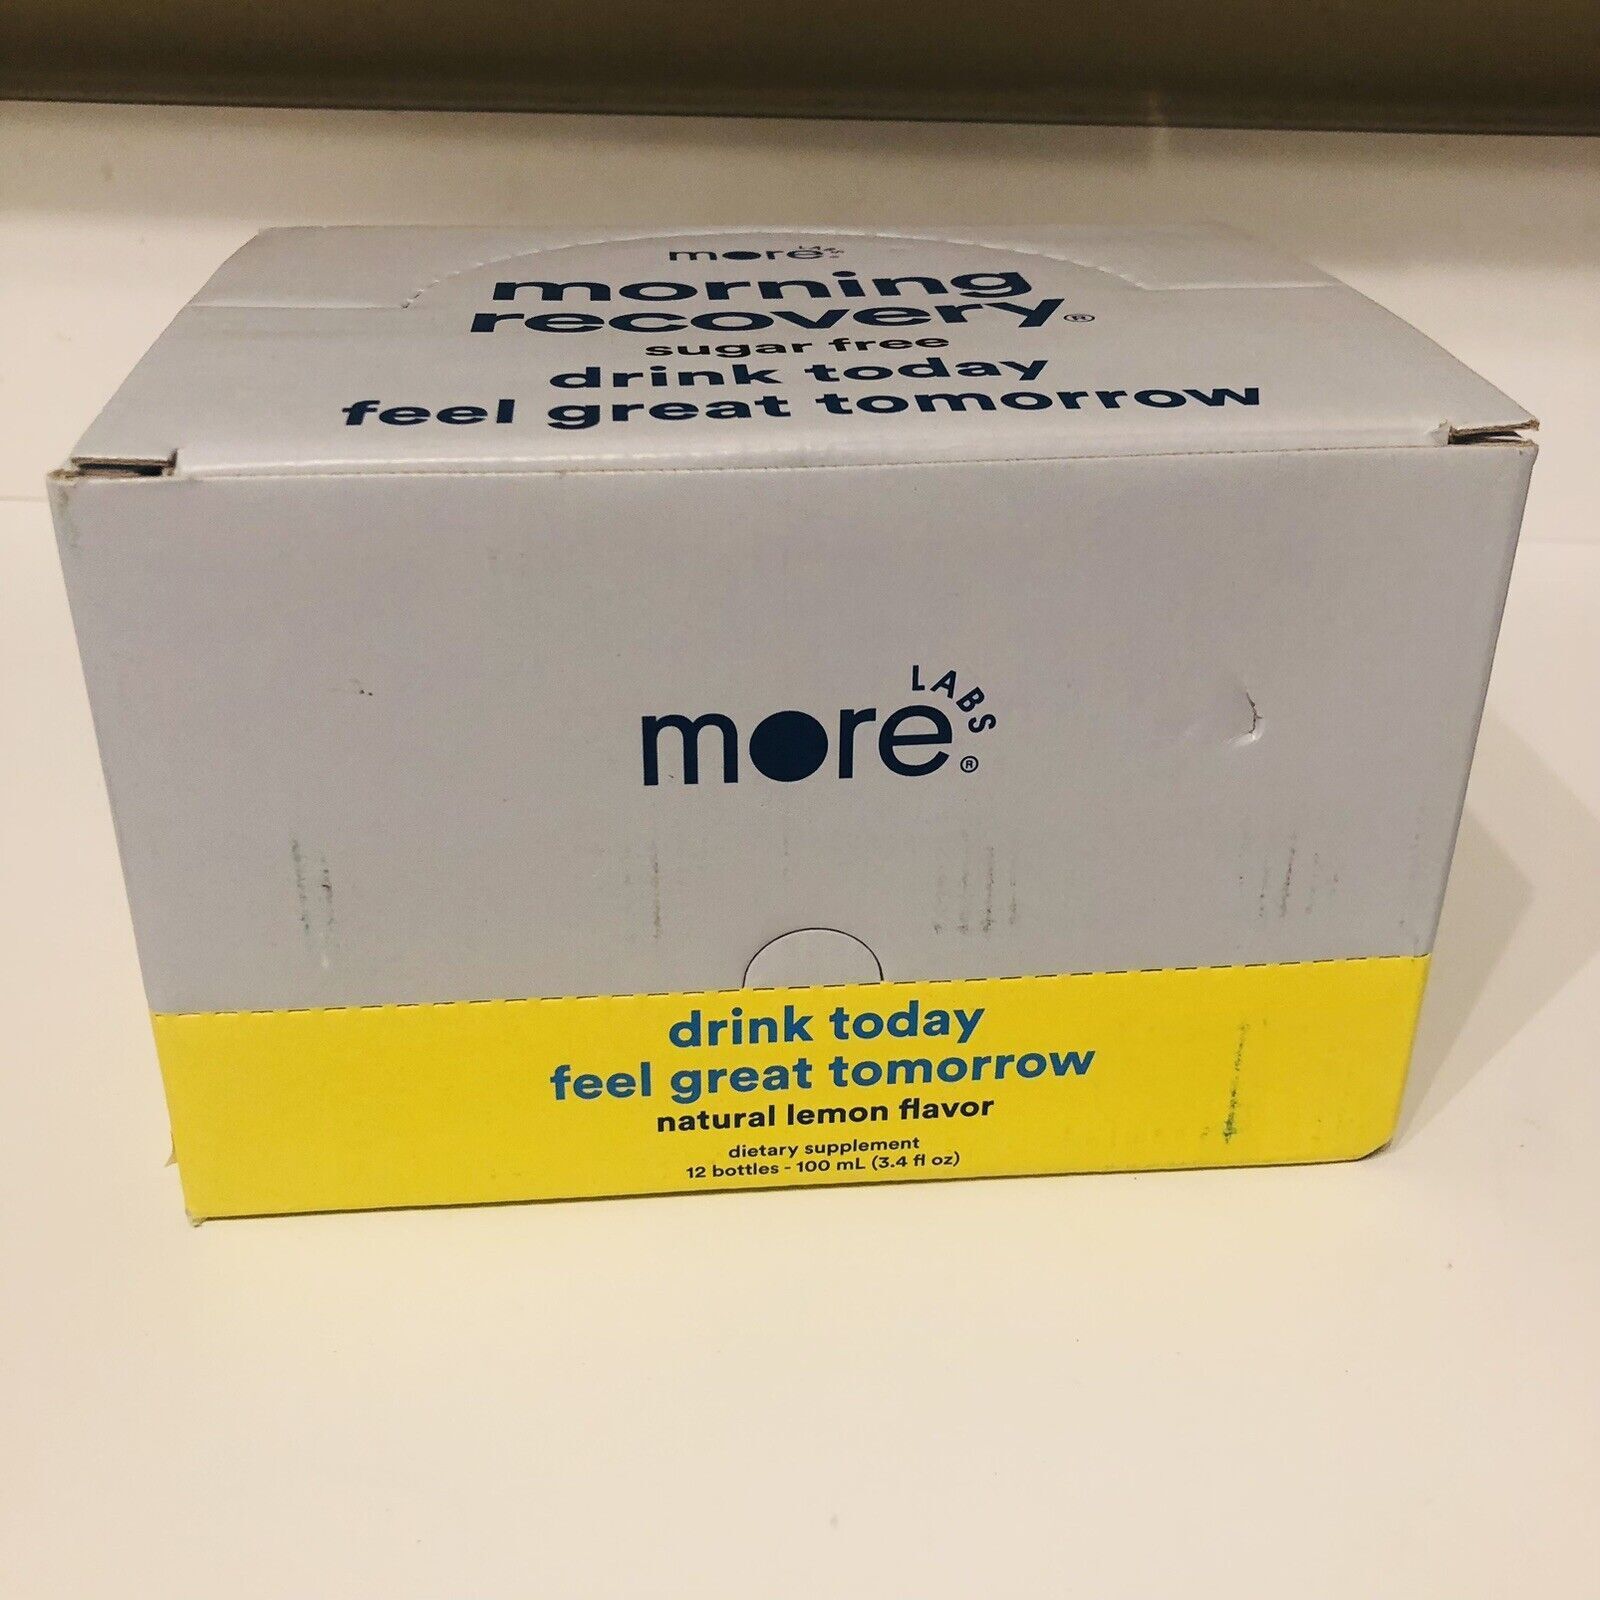 more LABS
morning
recovery®
sugar free
drink today
feel great tomorrow
more LABS®
drink today
feel great tomorrow
natural lemon flavor
dietary supplement
12 bottles - 100 mL (3.4 fl oz)